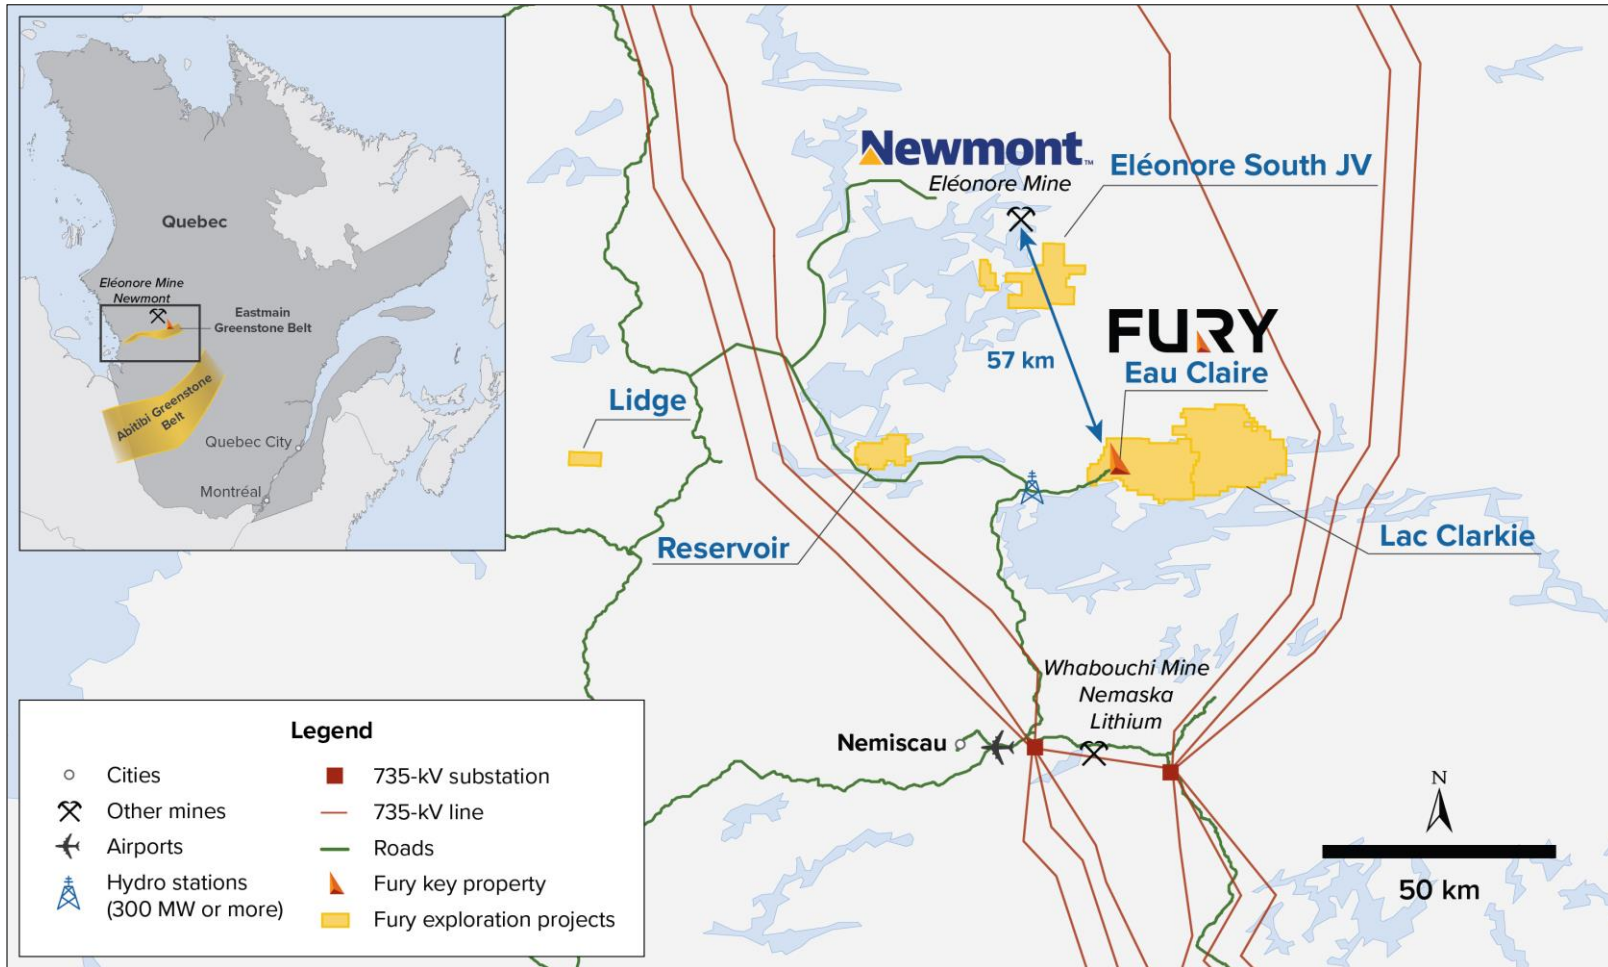 Quebec
Eléonore Mine
Newmont
Eastmain
Greenstone Belt
Abitibi Greenstone
Belt
Quebec City
Montréal
Newmont™
Eléonore Mine
Eléonore South JV
57 km
FURY
Eau Claire
Lidge
Reservoir
Lac Clarkie
Whabouchi Mine
Nemaska
Lithium
Nemiscau
Legend
Cities
Other mines
Airports
Hydro stations
(300 MW or more)
735-kV substation
735-kV line
Roads
Fury key property
Fury exploration projects
N
50 km